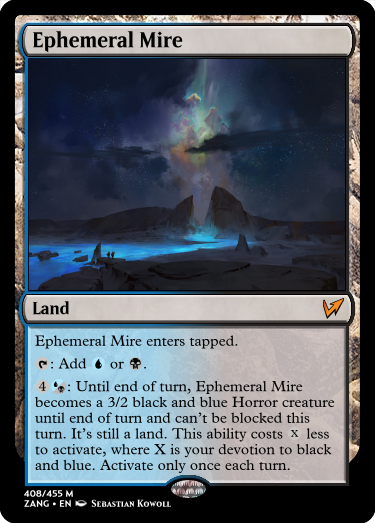 Ephemeral Mire
Land
Ephemeral Mire enters tapped.
: Add or .
4 : Until end of turn, Ephemeral Mire
becomes a 3/2 black and blue Horror creature
until end of turn and can't be blocked this
turn. It's still a land. This ability costs X less
to activate, where X is your devotion to black
and blue. Activate only once each turn.
408/455 M
ZANG • EN Sebastian Kowoll